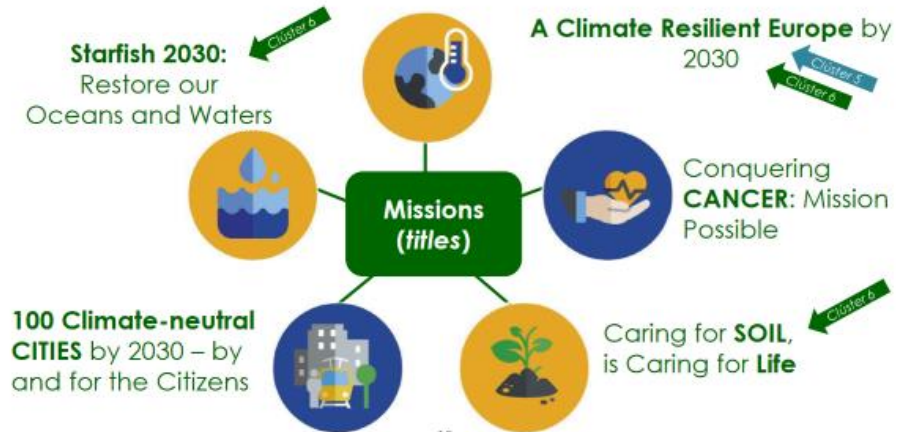 Starfish 2030:
Restore our
Oceans and Waters
Clúster 6
A Climate Resilient Europe by
2030
Clúster 5
Clúster 6
Missions
(titles)
Conquering
CANCER: Mission
Possible
100 Climate-neutral
CITIES by 2030 – by
and for the Citizens
Caring for SOIL,
is Caring for Life
Clúster 6